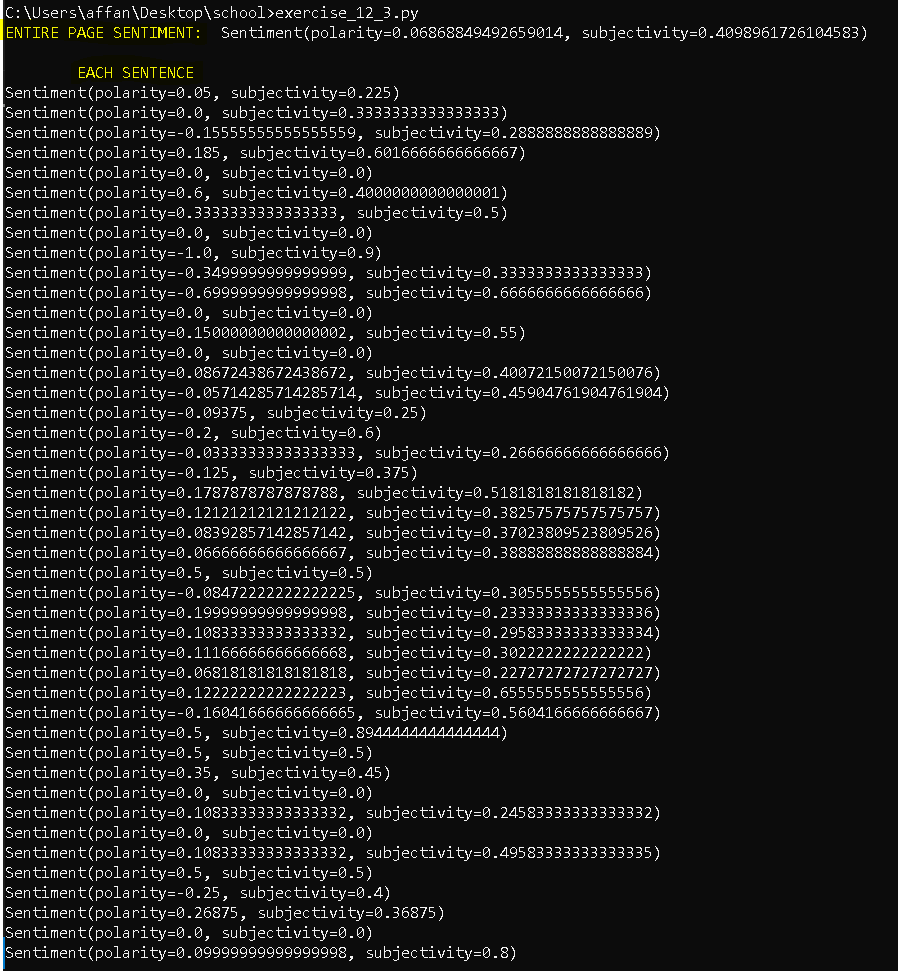 C:\Users\affan\Desktop\school>exercise_12_3.py
ENTIRE PAGE SENTIMENT:  Sentiment(polarity=0.06868849492659014, subjectivity=0.4098961726104583)
EACH SENTENCE
Sentiment(polarity=0.05, subjectivity=0.225)
Sentiment(polarity=0.0, subjectivity=0.3333333333333333)
Sentiment(polarity=-0.15555555555555559, subjectivity=0.2888888888888889)
Sentiment(polarity=0.185, subjectivity=0.6016666666666667)
Sentiment(polarity=0.0, subjectivity=0.0)
Sentiment(polarity=0.6, subjectivity=0.4000000000000001)
Sentiment(polarity=0.3333333333333333, subjectivity=0.5)
Sentiment(polarity=0.0, subjectivity=0.0)
Sentiment(polarity=-1.0, subjectivity=0.9)
Sentiment(polarity=-0.3499999999999999, subjectivity=0.3333333333333333)
Sentiment(polarity=-0.6999999999999998, subjectivity=0.6666666666666666)
Sentiment(polarity=0.0, subjectivity=0.0)
Sentiment(polarity=0.15000000000000002, subjectivity=0.55)
Sentiment(polarity=0.0, subjectivity=0.0)
Sentiment(polarity=0.08672438672438672, subjectivity=0.40072150072150076)
Sentiment(polarity=-0.05714285714285714, subjectivity=0.45904761904761904)
Sentiment(polarity=-0.09375, subjectivity=0.25)
Sentiment(polarity=-0.2, subjectivity=0.6)
Sentiment(polarity=-0.03333333333333333, subjectivity=0.26666666666666666)
Sentiment(polarity=-0.125, subjectivity=0.375)
Sentiment(polarity=0.1787878787878788, subjectivity=0.5181818181818182)
Sentiment(polarity=0.12121212121212122, subjectivity=0.38257575757575757)
Sentiment(polarity=0.08392857142857142, subjectivity=0.37023809523809526)
Sentiment(polarity=0.06666666666666667, subjectivity=0.38888888888888884)
Sentiment(polarity=0.5, subjectivity=0.5)
Sentiment(polarity=-0.08472222222222225, subjectivity=0.3055555555555556)
Sentiment(polarity=0.19999999999999998, subjectivity=0.23333333333333336)
Sentiment(polarity=0.10833333333333332, subjectivity=0.29583333333333334)
Sentiment(polarity=0.11166666666666668, subjectivity=0.3022222222222222)
Sentiment(polarity=0.06818181818181818, subjectivity=0.22727272727272727)
Sentiment(polarity=0.12222222222222223, subjectivity=0.6555555555555556)
Sentiment(polarity=-0.16041666666666665, subjectivity=0.5604166666666667)
Sentiment(polarity=0.5, subjectivity=0.8944444444444444)
Sentiment(polarity=0.5, subjectivity=0.5)
Sentiment(polarity=0.35, subjectivity=0.45)
Sentiment(polarity=0.0, subjectivity=0.0)
Sentiment(polarity=0.10833333333333332, subjectivity=0.24583333333333332)
Sentiment(polarity=0.0, subjectivity=0.0)
Sentiment(polarity=0.10833333333333332, subjectivity=0.49583333333333335)
Sentiment(polarity=0.5, subjectivity=0.5)
Sentiment(polarity=-0.25, subjectivity=0.4)
Sentiment(polarity=0.26875, subjectivity=0.36875)
Sentiment(polarity=0.0, subjectivity=0.0)
Sentiment(polarity=0.09999999999999998, subjectivity=0.8)